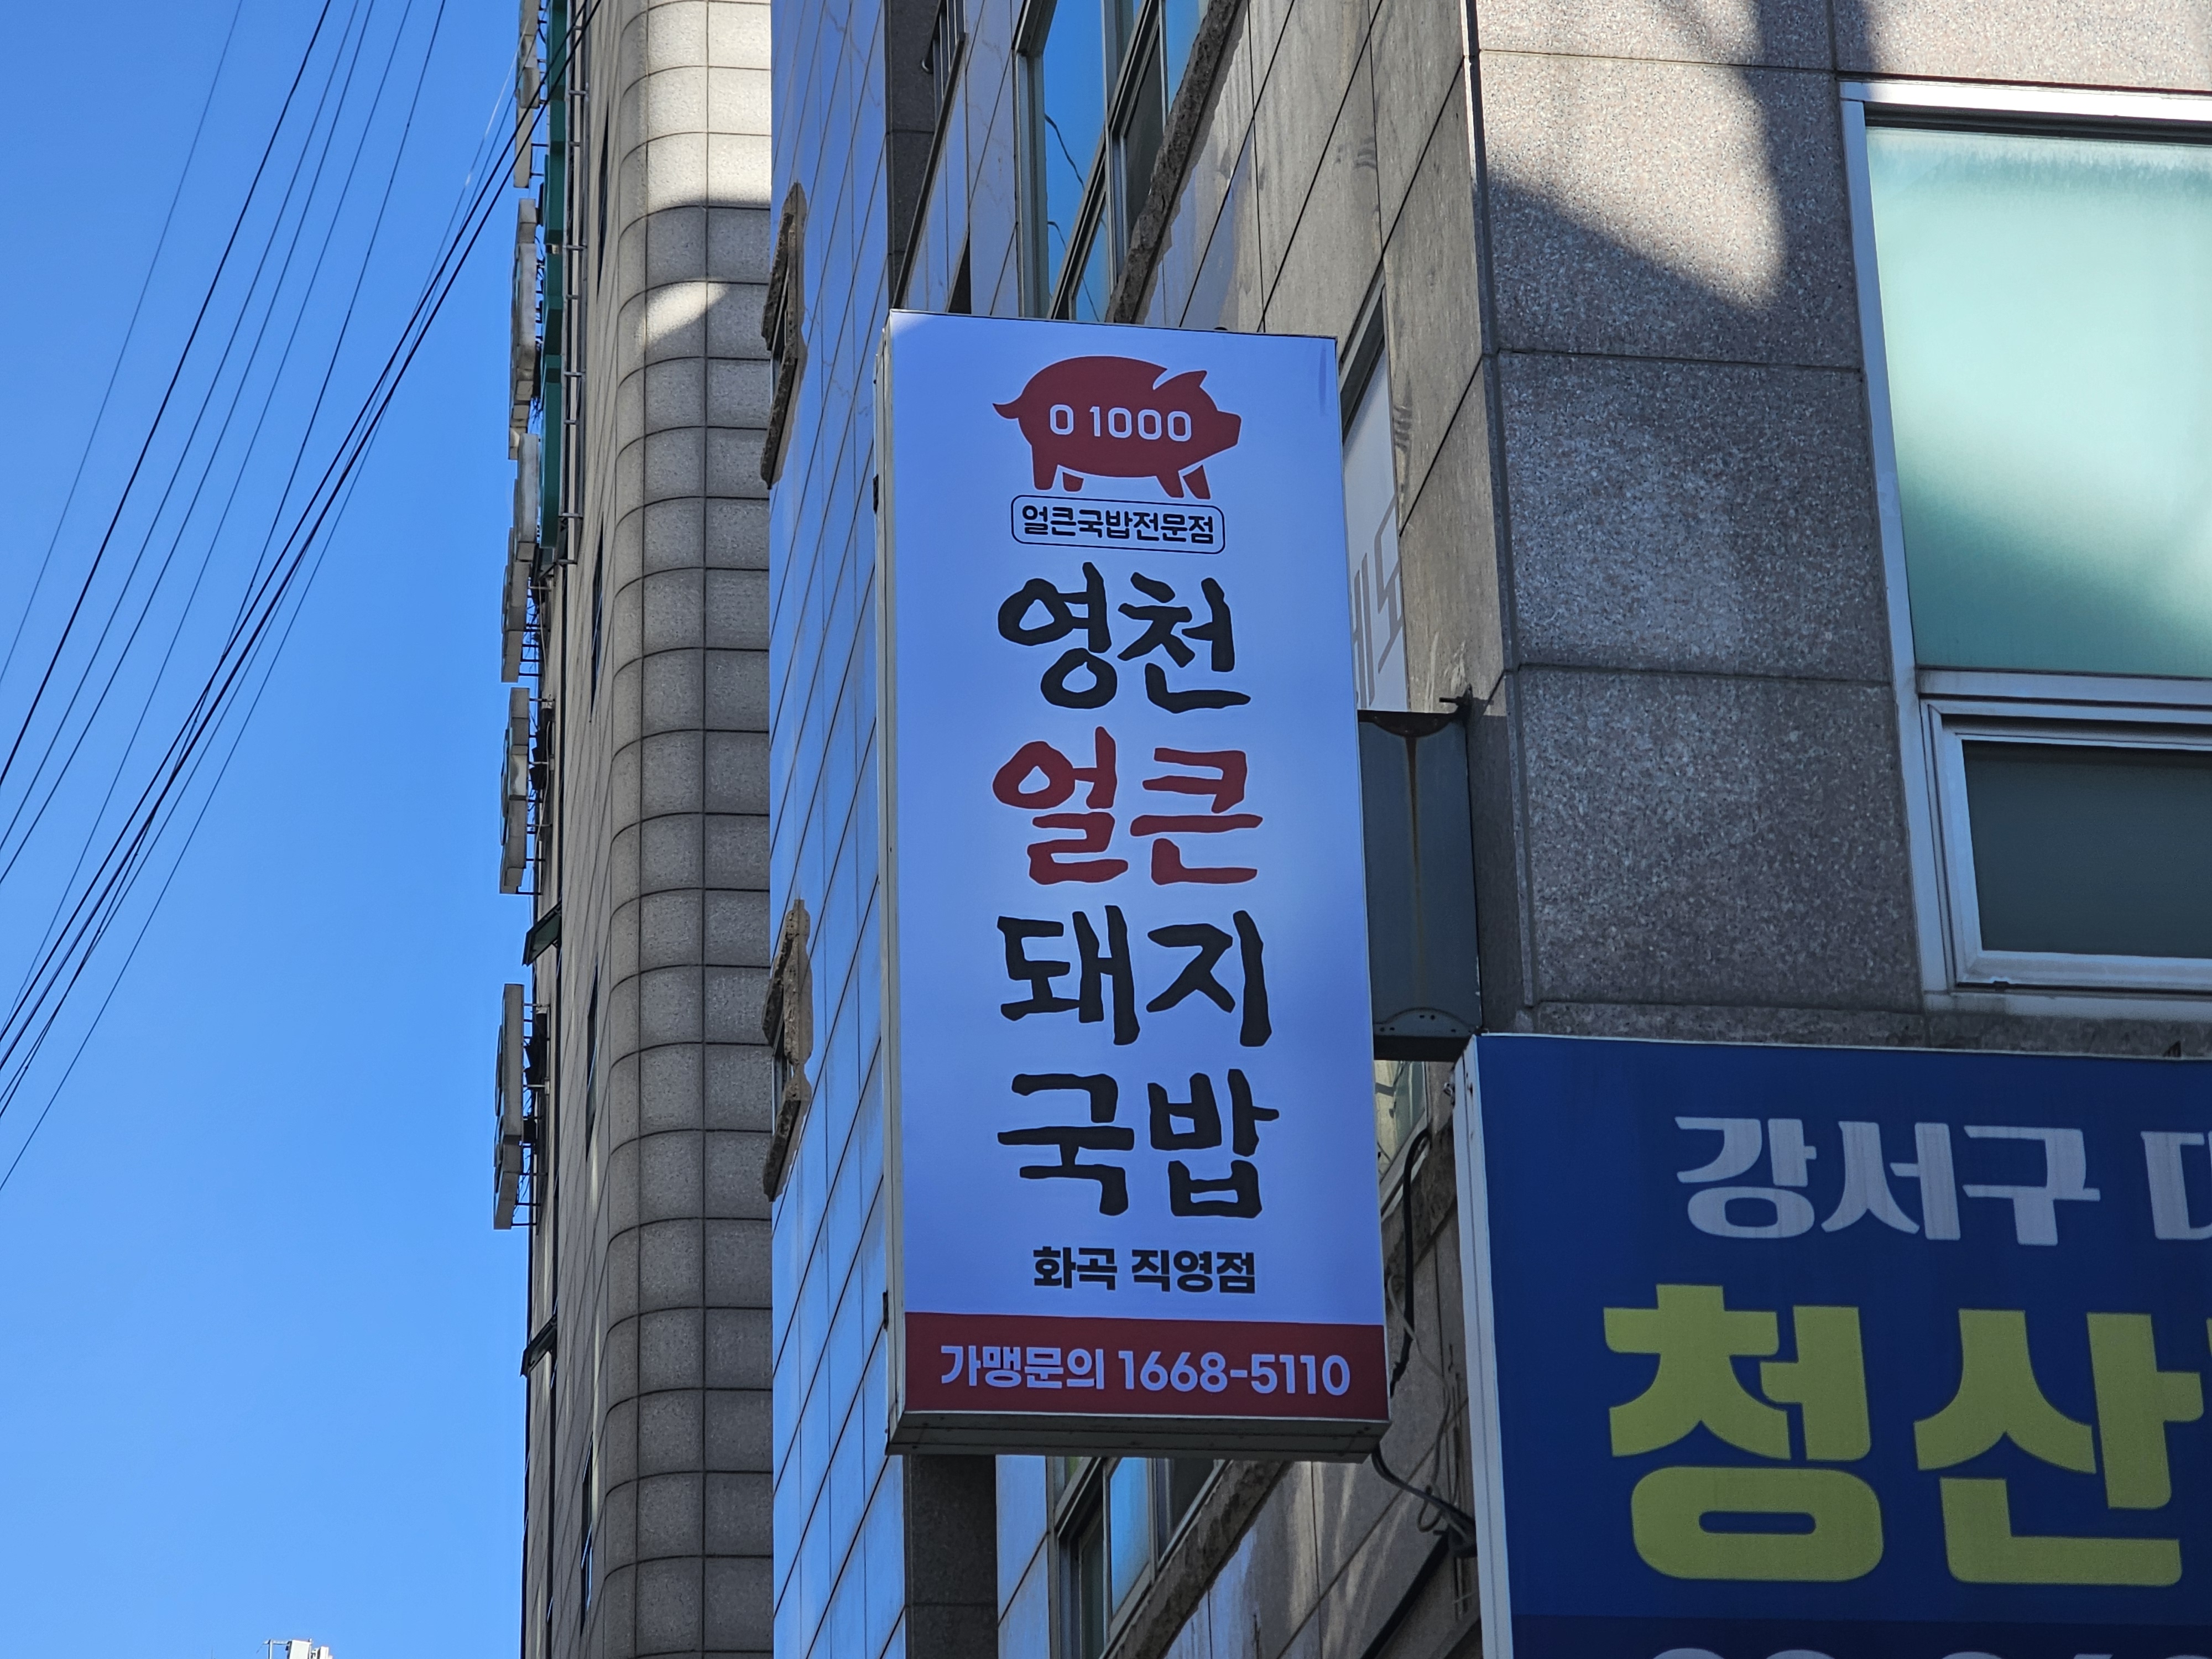 0 1000
얼큰국밥전문점
영천
얼큰
돼지
국밥
화곡 직영점
가맹문의 1668-5110
강서구
청산